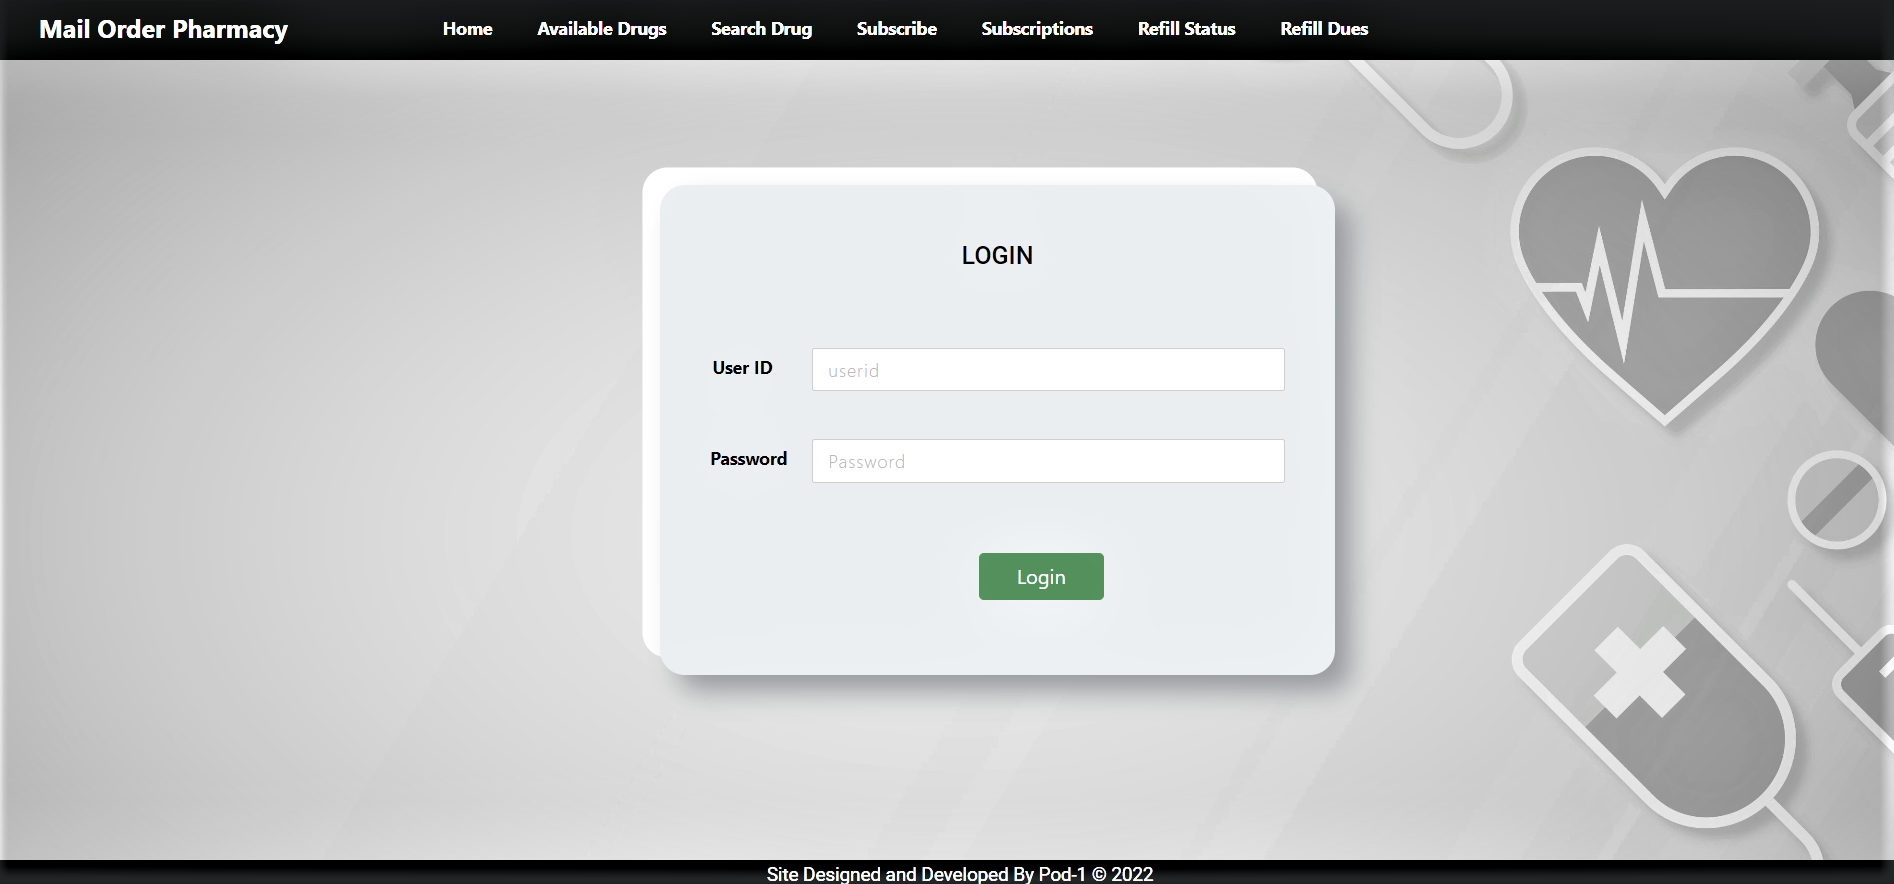 Mail Order Pharmacy Home Available Drugs Search Drug Subscribe Subscriptions Refill Status Refill Dues
LOGIN
User ID userid
Password Password
Login
Site Designed and Developed By Pod-1 © 2022